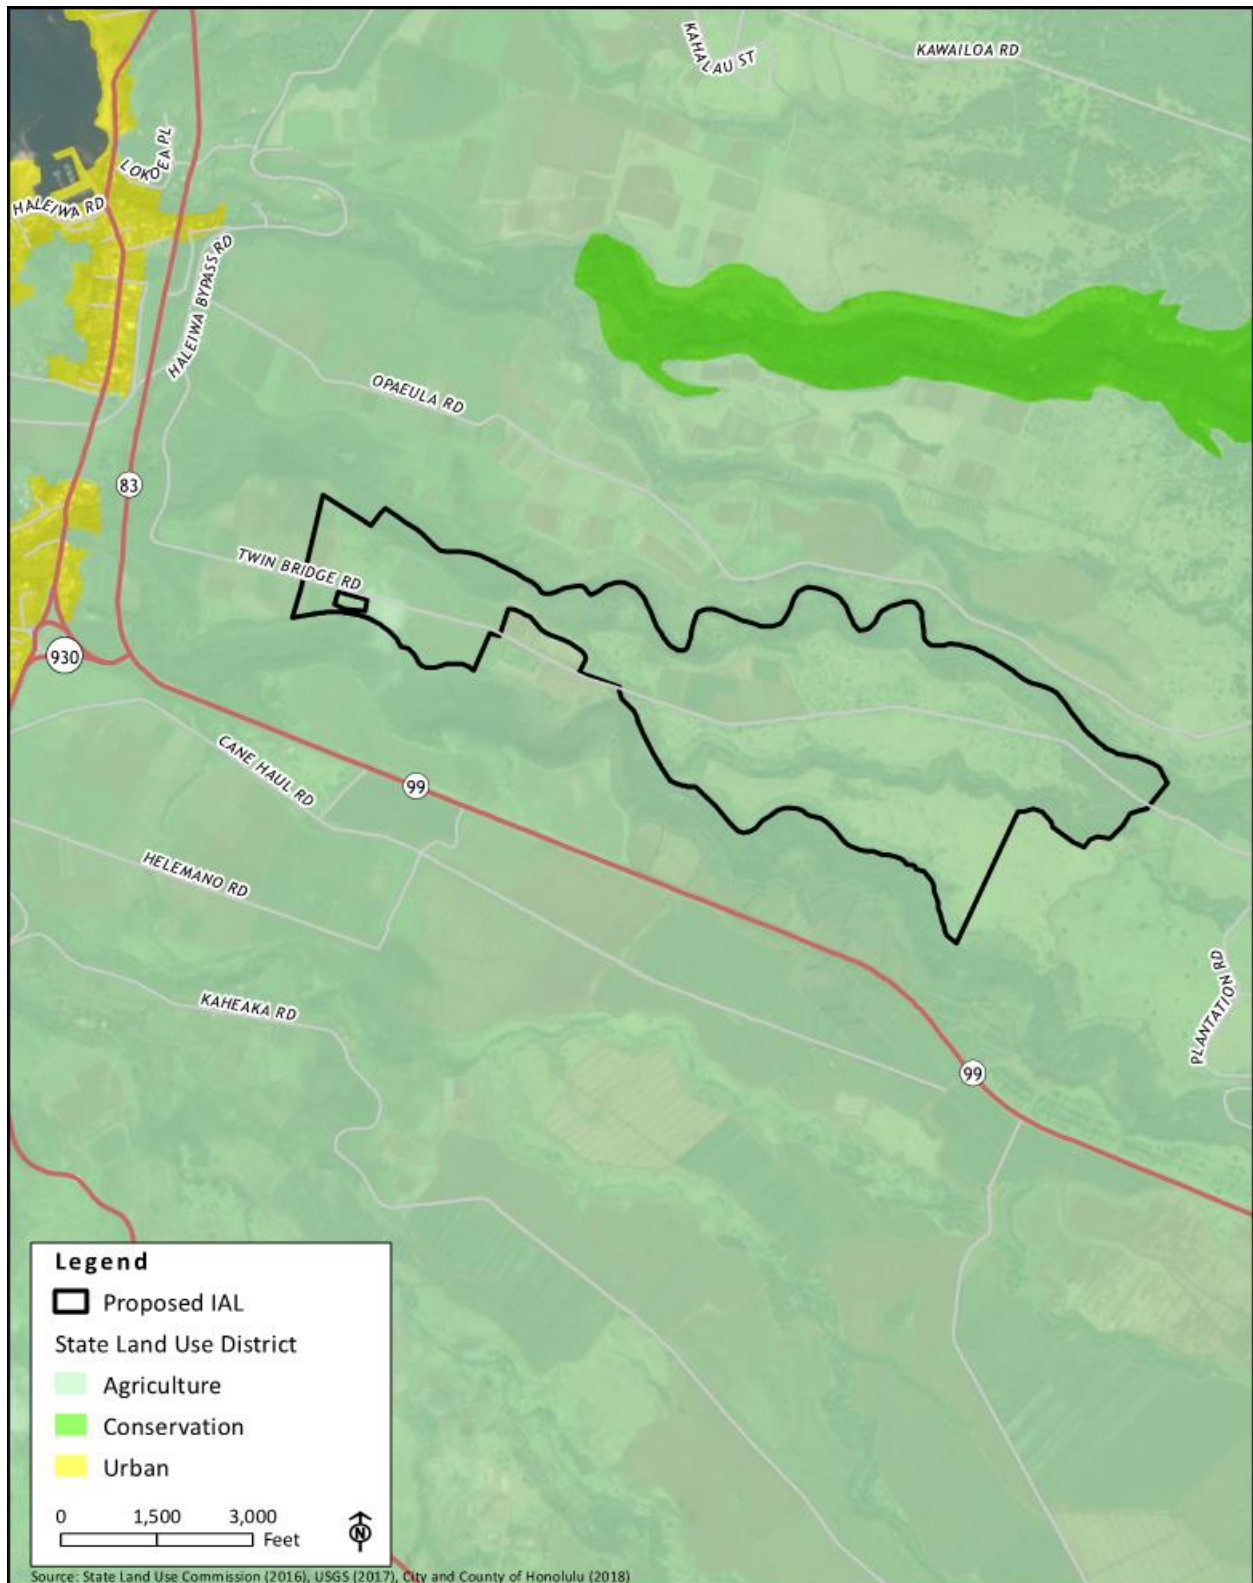 KAHALAU ST
KAWAILOA RD
LOKOEA PL
HALEIWA RD
HALEIWA BYPASS RD
OPAEULA RD
83
TWIN BRIDGE RD
930
CANE HAUL RD
99
HELEMANO RD
PLANTATION RD
KAHEAKA RD
99
Legend
Proposed IAL
State Land Use District
Agriculture
Conservation
Urban
0 1,500 3,000
Feet
N
Source: State Land Use Commission (2016), USGS (2017), City and County of Honolulu (2018)